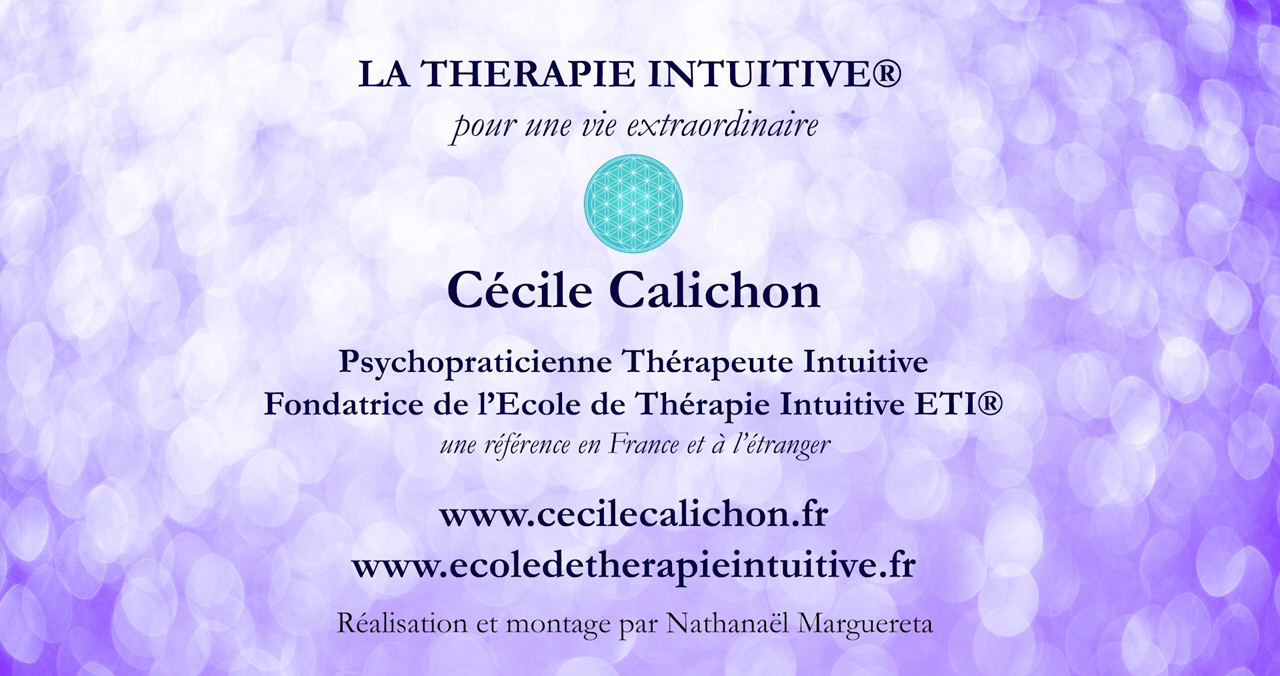 LA THERAPIE INTUITIVE®
pour une vie extraordinaire
Cécile Calichon
Psychopraticienne Thérapeute Intuitive
Fondatrice de l'Ecole de Thérapie Intuitive ETI®
une référence en France et à l'étranger
www.cecilecalichon.fr
www.ecoledetherapieintuitive.fr
Réalisation et montage par Nathanaël Marguereta